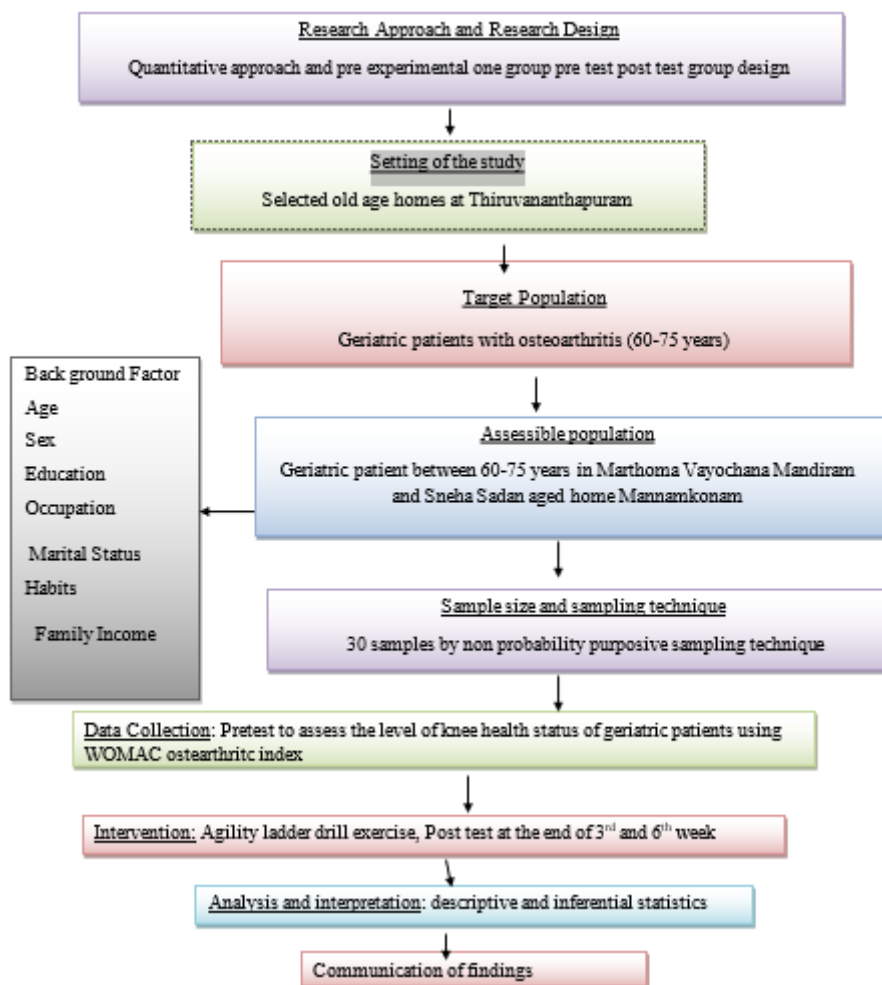 Research Approach and Research Design
Quantitative approach and pre experimental one group pre test post test group design
Setting of the study
Selected old age homes at Thiruvananthapuram
Target Population
Geriatric patients with osteoarthritis (60-75 years)
Back ground Factor
Age
Sex
Education
Occupation
Marital Status
Habits
Family Income
Assessible population
Geriatric patient between 60-75 years in Marthoma Vayochana Mandiram
and Sneha Sadan aged home Mannamkonam
Sample size and sampling technique
30 samples by non probability purposive sampling technique
Data Collection: Pretest to assess the level of knee health status of geriatric patients using
WOMAC ostearthritc index
Intervention: Agility ladder drill exercise, Post test at the end of 3rd and 6th week
Analysis and interpretation: descriptive and inferential statistics
Communication of findings